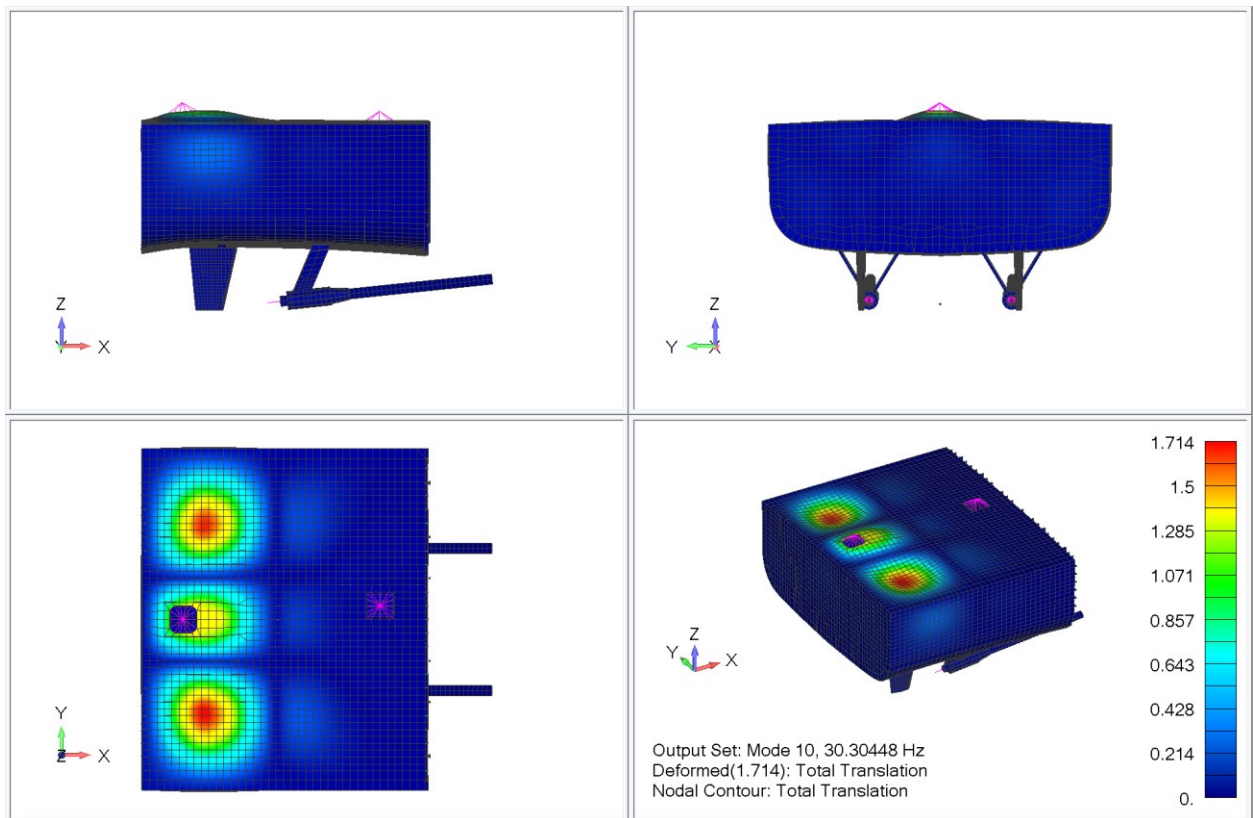 Z
Y
X
Z
Y
X
Y
Z
X
Z
Y
X
1.714
1.5
1.285
1.071
0.857
0.643
0.428
0.214
0.
Output Set: Mode 10, 30.30448 Hz
Deformed(1.714): Total Translation
Nodal Contour: Total Translation